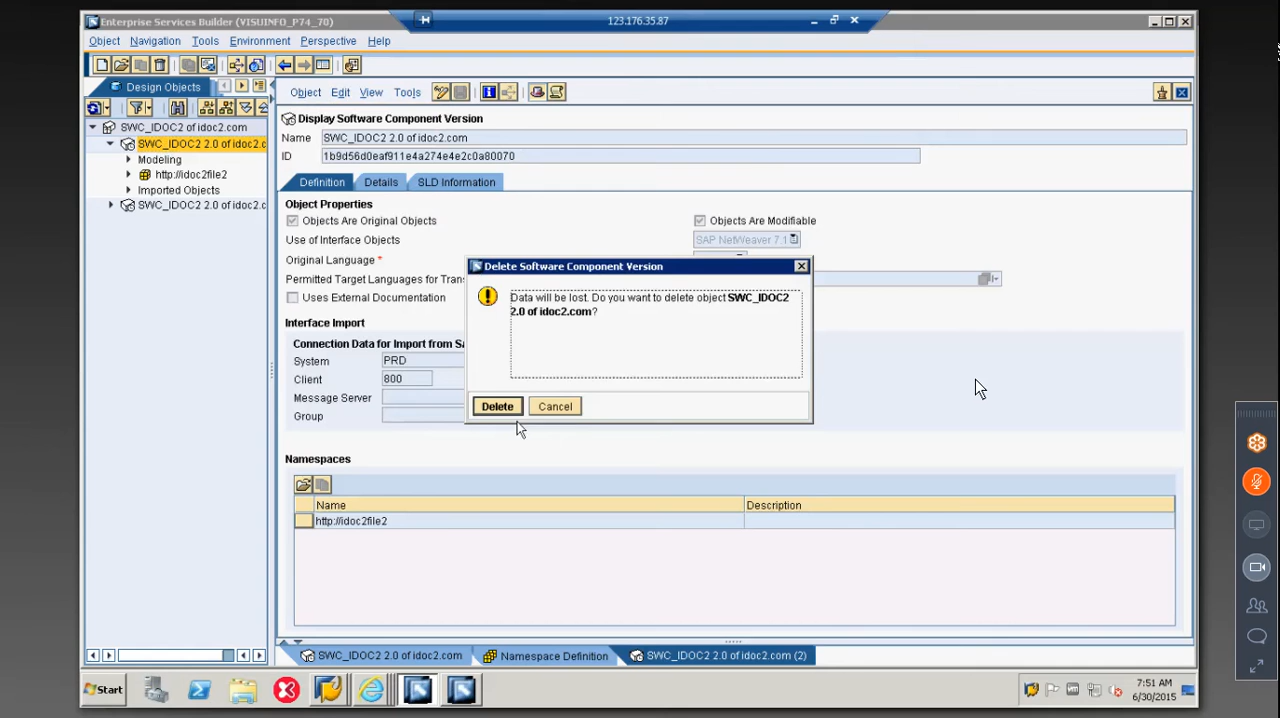 Enterprise Services Builder (VISUINFO_P74_70)
123.176.35.87
Object Navigation Tools Environment Perspective Help
Design Objects
Object Edit View Tools
SWC_IDOC2 of idoc2.com
SWC_IDOC2 2.0 of idoc2.c
Modeling
http://idoc2file2
Imported Objects
SWC_IDOC2 2.0 of idoc2.c
Display Software Component Version
Name SWC_IDOC2 2.0 of idoc2.com
ID 1b9d56d0eaf911e4a274e4e2c0a80070
Definition Details SLD Information
Object Properties
Objects Are Original Objects Objects Are Modifiable
Use of Interface Objects SAP NetWeaver 7.1
Original Language *
Permitted Target Languages for Tran
Uses External Documentation
Interface Import
Connection Data for Import from SA
System PRD
Client 800
Message Server
Group
Delete Software Component Version
Data will be lost. Do you want to delete object SWC_IDOC2
2.0 of idoc2.com?
Delete Cancel
Namespaces
Name Description
http://idoc2file2
SWC_IDOC2 2.0 of idoc2.com Namespace Definition SWC_IDOC2 2.0 of idoc2.com (2)
Start
7:51 AM
6/30/2015